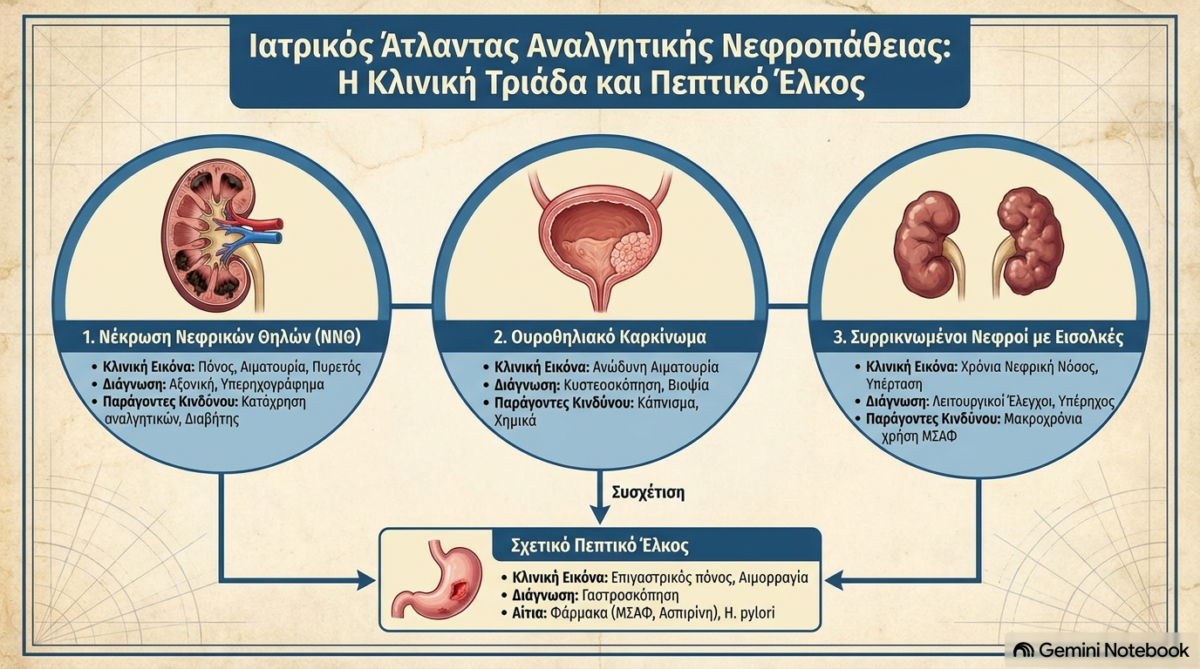 Ιατρικός Άτλαντας Αναλγητικής Νεφροπάθειας:
Η Κλινική Τριάδα και Πεπτικό Έλκος
1. Νέκρωση Νεφρικών Θηλών (ΝΝΘ)
• Κλινική Εικόνα: Πόνος, Αιματουρία, Πυρετός
• Διάγνωση: Αξονική, Υπερηχογράφημα
• Παράγοντες Κινδύνου: Κατάχρηση
αναλγητικών, Διαβήτης
2. Ουροθηλιακό Καρκίνωμα
• Κλινική Εικόνα: Ανώδυνη Αιματουρία
• Διάγνωση: Κυστεοσκόπηση, Βιοψία
• Παράγοντες Κινδύνου: Κάπνισμα,
Χημικά
3. Συρρικνωμένοι Νεφροί με Εισολκές
• Κλινική Εικόνα: Χρόνια Νεφρική Νόσος,
Υπέρταση
• Διάγνωση: Λειτουργικοί Έλεγχοι, Υπέρηχος
• Παράγοντες Κινδύνου: Μακροχρόνια
χρήση ΜΣΑΦ
Συσχέτιση
Σχετικό Πεπτικό Έλκος
• Κλινική Εικόνα: Επιγαστρικός πόνος, Αιμορραγία
• Διάγνωση: Γαστροσκόπηση
• Αίτια: Φάρμακα (ΜΣΑΦ, Ασπιρίνη), H. pylori
Gemini Notebook